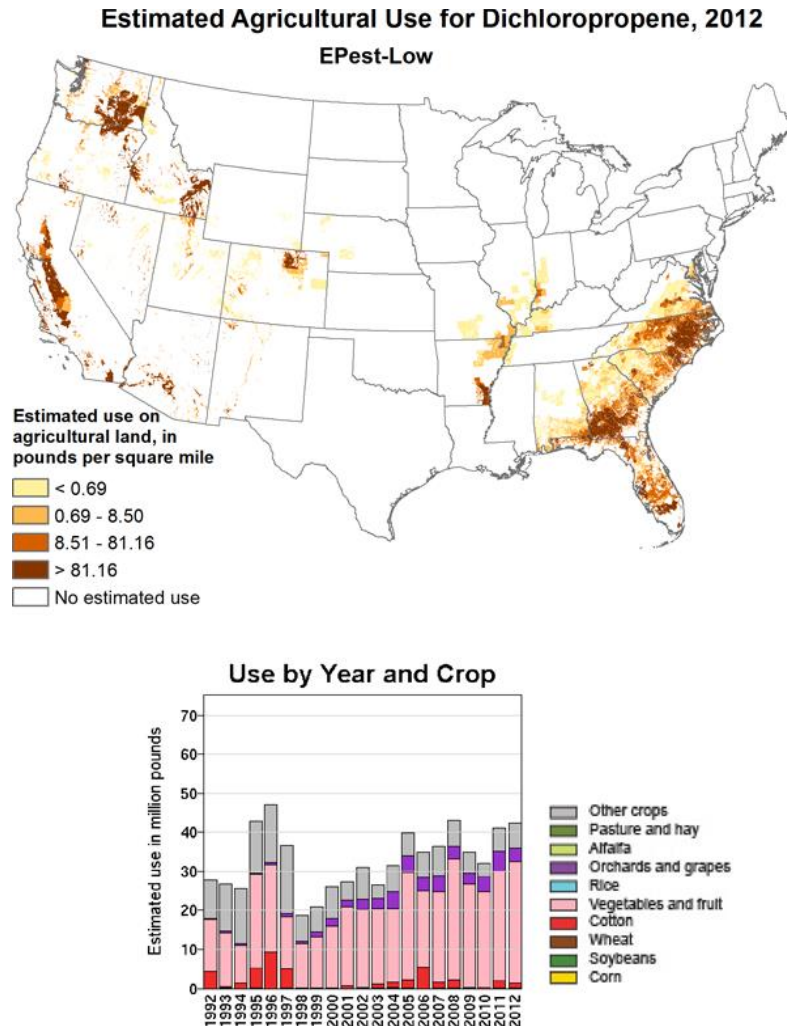 Estimated Agricultural Use for Dichloropropene, 2012
EPest-Low
Estimated use on
agricultural land, in
pounds per square mile
< 0.69
0.69 - 8.50
8.51 - 81.16
> 81.16
No estimated use
Use by Year and Crop
Estimated use in million pounds
70
60
50
40
30
20
10
0
1992
1993
1994
1995
1996
1997
1998
1999
2000
2001
2002
2003
2004
2005
2006
2007
2008
2009
2010
2011
2012
Other crops
Pasture and hay
Alfalfa
Orchards and grapes
Rice
Vegetables and fruit
Cotton
Wheat
Soybeans
Corn